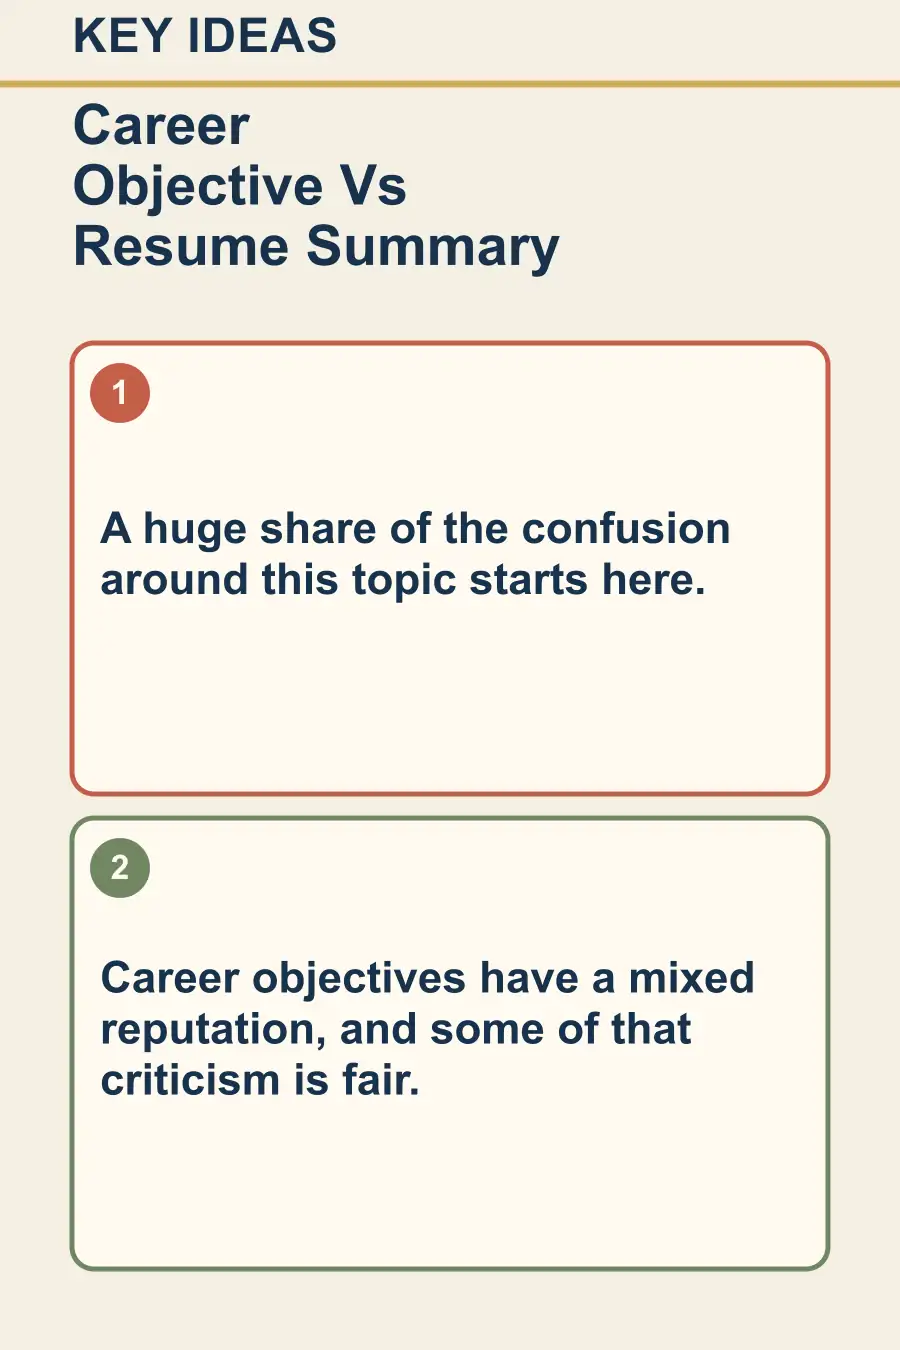 KEY IDEAS
Career
Objective Vs
Resume Summary
1
A huge share of the confusion
around this topic starts here.
2
Career objectives have a mixed
reputation, and some of that
criticism is fair.